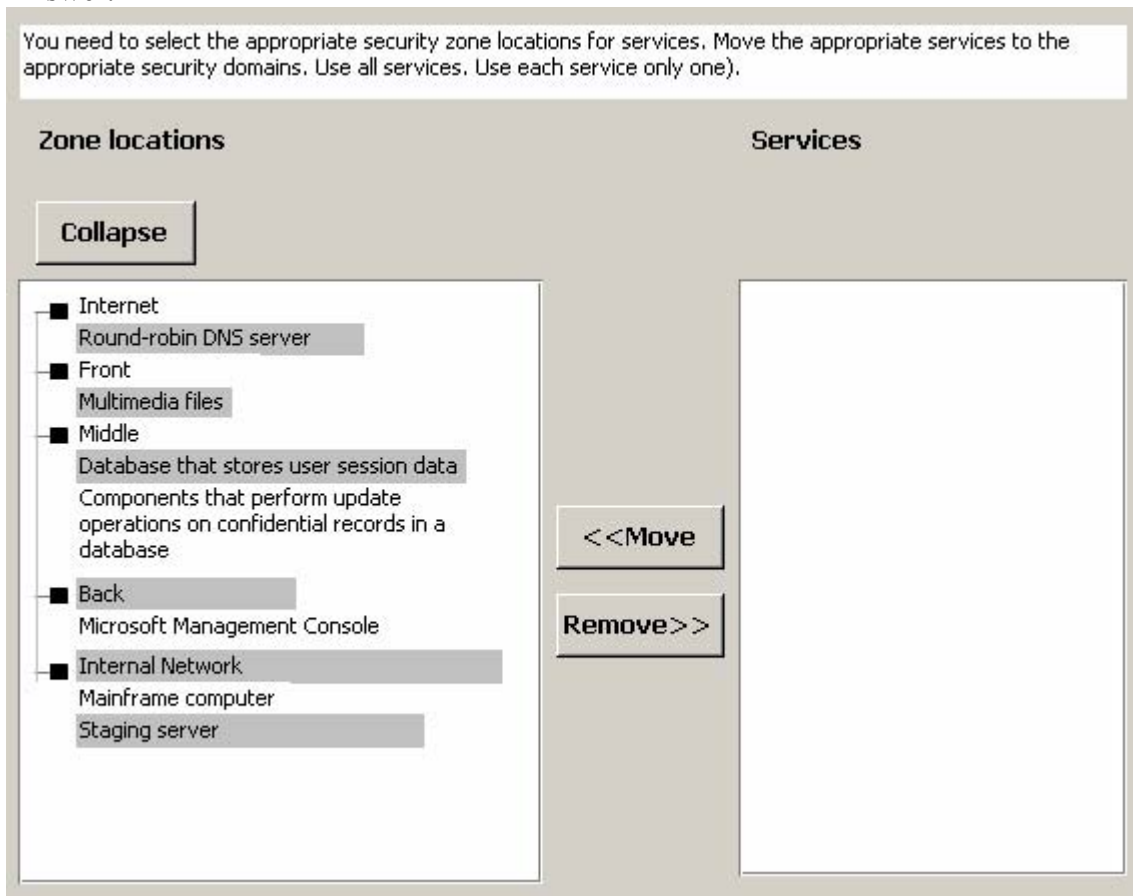 You need to select the appropriate security zone locations for services. Move the appropriate services to the
appropriate security domains. Use all services. Use each service only one).
Zone locations
Services
Collapse
Internet
Round-robin DNS server
Front
Multimedia files
Middle
Database that stores user session data
Components that perform update
operations on confidential records in a
database
<<Move
Back
Microsoft Management Console
Remove>>
Internal Network
Mainframe computer
Staging server